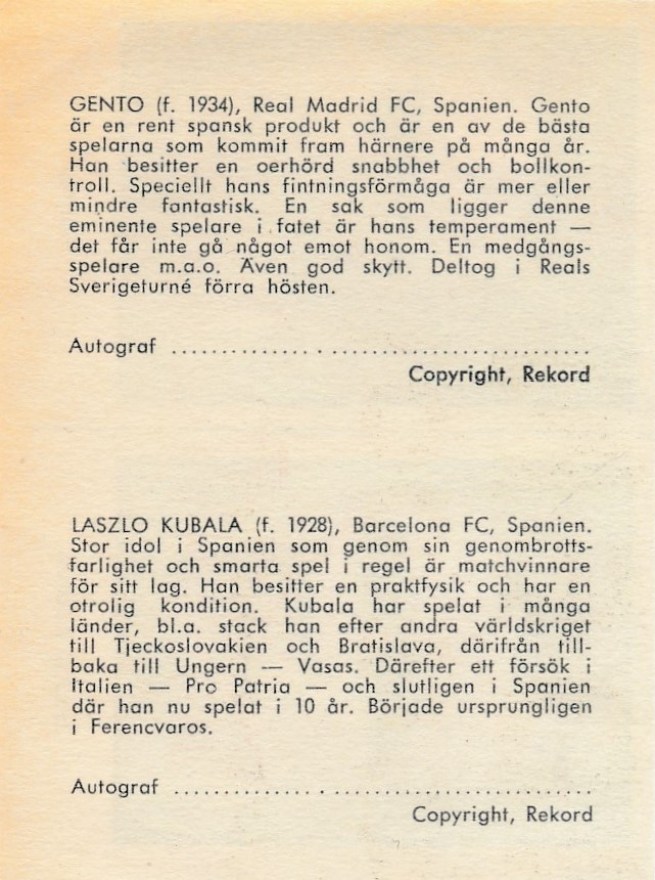 GENTO (f. 1934), Real Madrid FC, Spanien. Gento
är en rent spansk produkt och är en av de bästa
spelarna som kommit fram härnere på många år.
Han besitter en oerhörd snabbhet och bollkon-
troll. Speciellt hans fintningsförmåga är mer eller
mindre fantastisk. En sak som ligger denne
eminente spelare i fatet är hans temperament —
det får inte gå något emot honom. En medgångs-
spelare m.a.o. Även god skytt. Deltog i Reals
Sverigeturné förra hösten.
Autograf ..........................................
Copyright, Rekord
LASZLO KUBALA (f. 1928), Barcelona FC, Spanien.
Stor idol i Spanien som genom sin genombrotts-
farlighet och smarta spel i regel är matchvinnare
för sitt lag. Han besitter en praktfysik och har en
otrolig kondition. Kubala har spelat i många
länder, bl.a. stack han efter andra världskriget
till Tjeckoslovakien och Bratislava, därifrån till-
baka till Ungern — Vasas. Därefter ett försök i
Italien — Pro Patria — och slutligen i Spanien
där han nu spelat i 10 år. Började ursprungligen
i Ferencvaros.
Autograf ..........................................
Copyright, Rekord